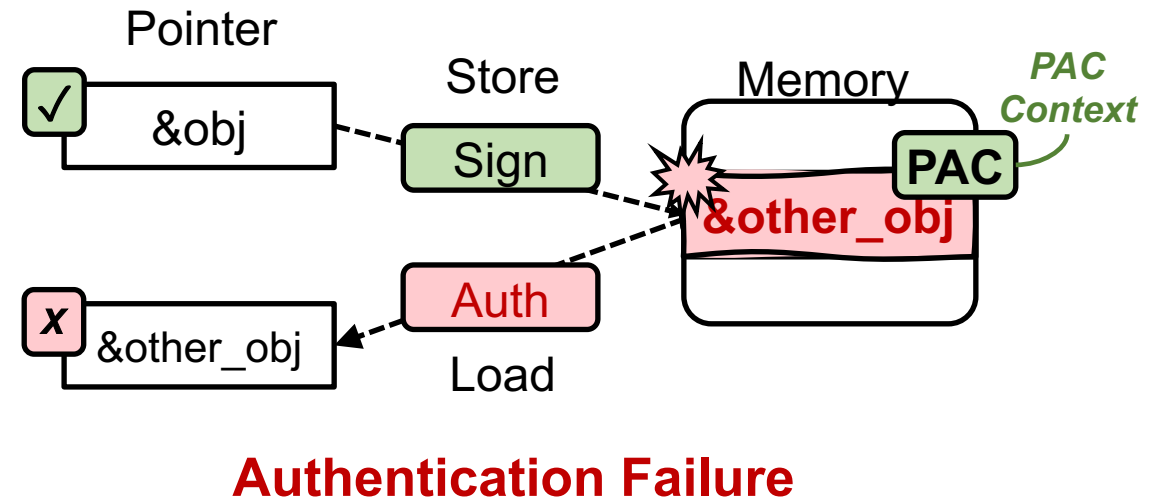 Pointer
✓
&obj
Store
Sign
Memory
PAC
Context
PAC
&other_obj
Auth
Load
x
&other_obj
Authentication Failure